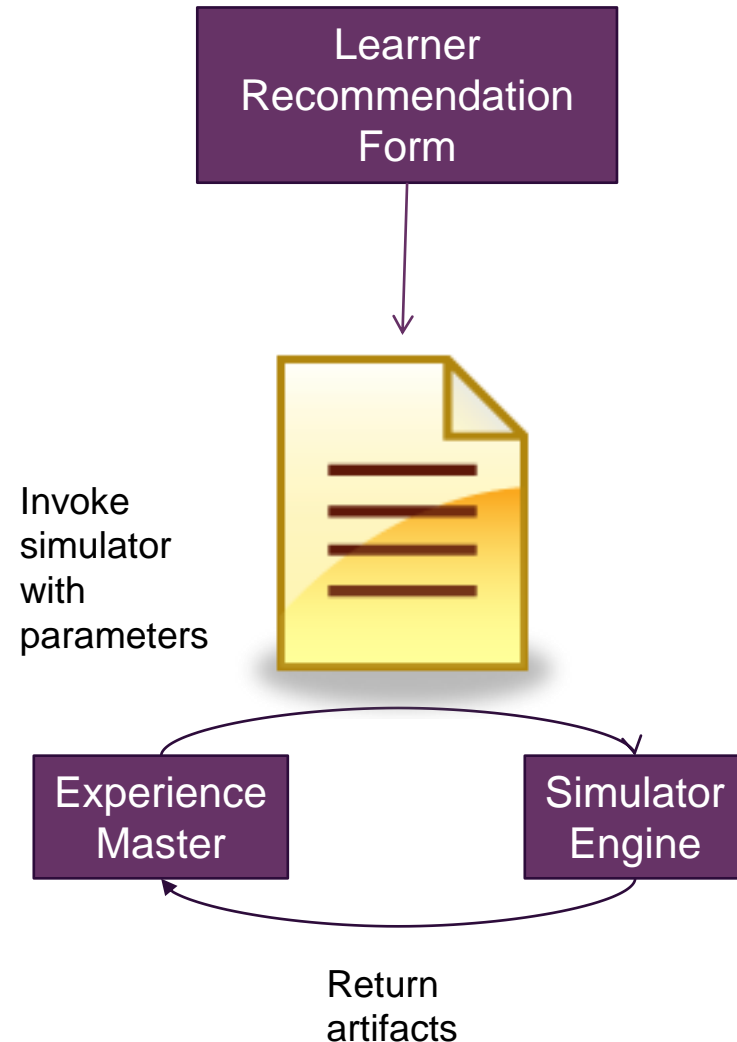 Learner
Recommendation
Form
Invoke
simulator
with
parameters
Experience
Master
Simulator
Engine
Return
artifacts